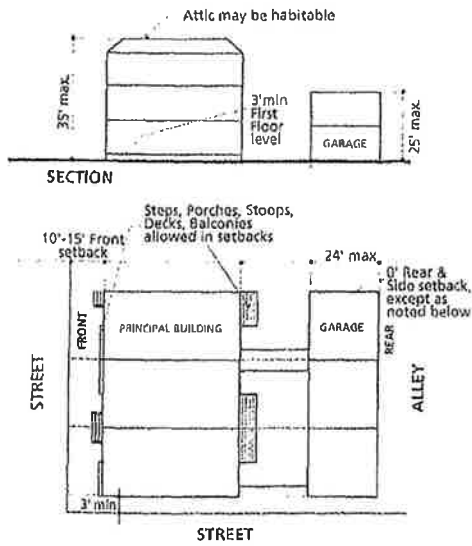 Attic may be habitable
35' max.
3'min
First
Floor
level
GARAGE
25' max.
SECTION
Steps, Porches, Stoops,
Decks, Balconies
allowed in setbacks
10'-15' Front
setback
24' max.
0' Rear &
Side setback,
except as
noted below
STREET
FRONT
PRINCIPAL BUILDING
GARAGE
REAR
ALLEY
3' min
STREET